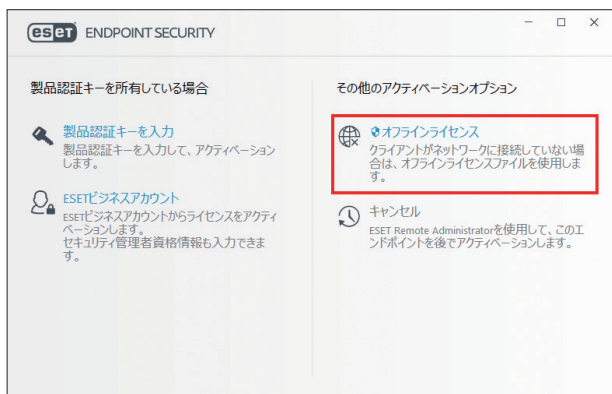 eset ENDPOINT SECURITY
製品認証キーを所有している場合
製品認証キーを入力
製品認証キーを入力して、アクティベーション
します。
ESETビジネスアカウント
ESETビジネスアカウントからライセンスをアクティ
ベーションします。
セキュリティ管理者資格情報も入力できま
す。
その他のアクティベーションオプション
オフラインライセンス
クライアントがネットワークに接続していない場
合は、オフラインライセンスファイルを使用しま
す。
キャンセル
ESET Remote Administratorを使用して、このエ
ンドポイントを後でアクティベーションします。